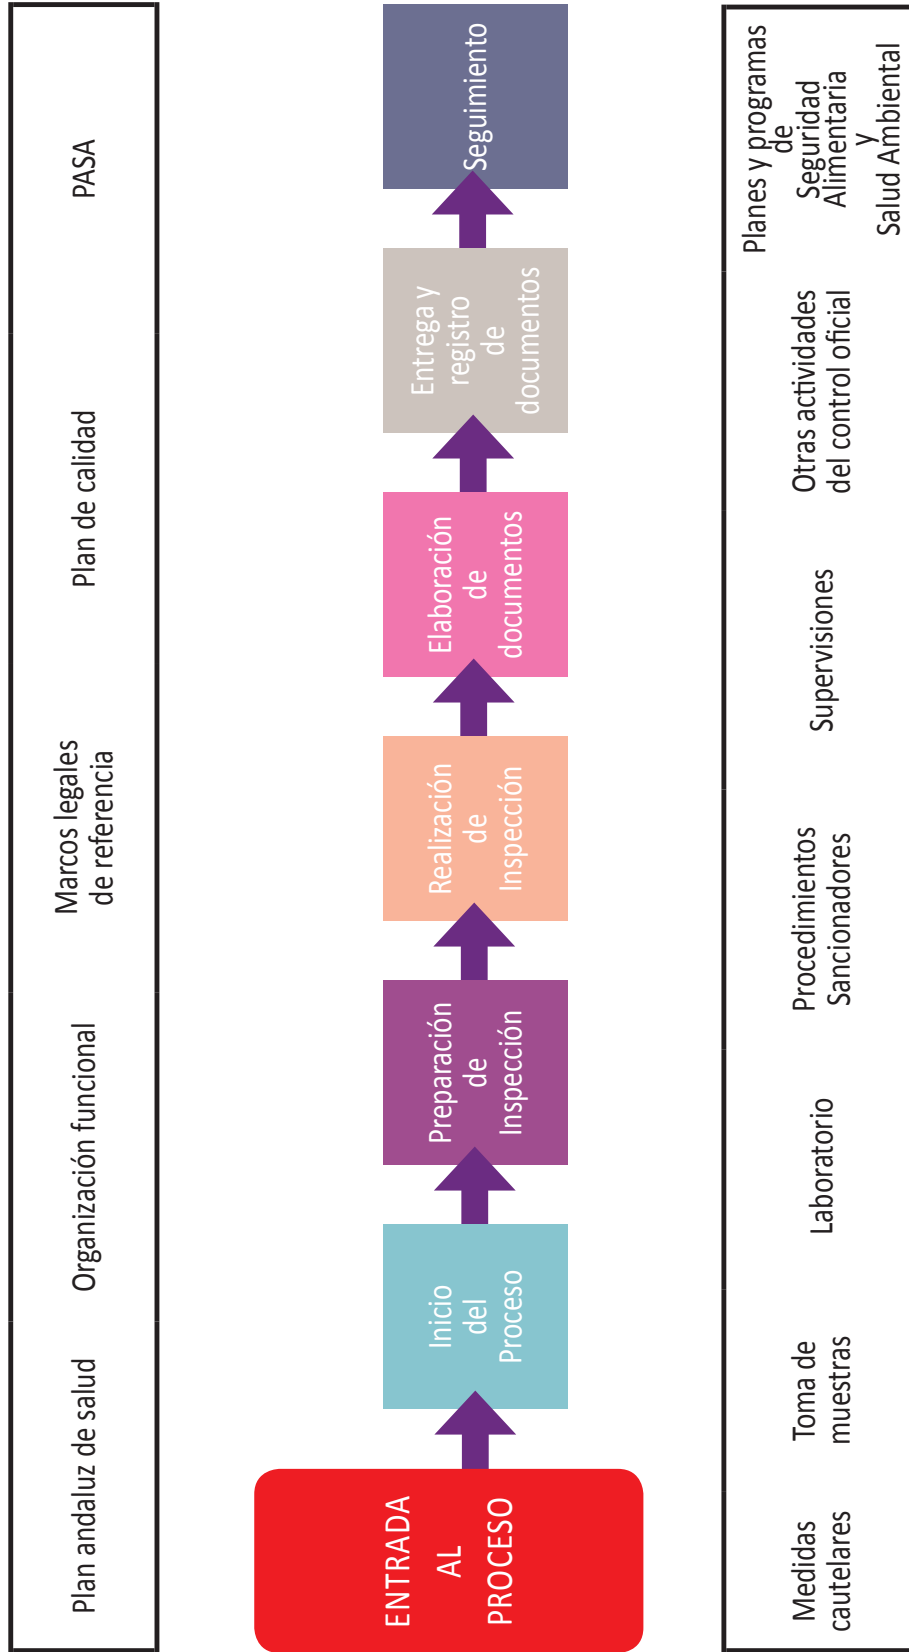 Plan andaluz de salud
Organización funcional
Marcos legales
de referencia
Plan de calidad
PASA
ENTRADA
AL
PROCESO
Inicio
del
Proceso
Preparación
de
Inspección
Realización
de
Inspección
Elaboración
de
documentos
Entrega y
registro
de
documentos
Seguimiento
Medidas
cautelares
Toma de
muestras
Laboratorio
Procedimientos
Sancionadores
Supervisiones
Otras actividades
del control oficial
Planes y programas
de
Seguridad
Alimentaria
y
Salud Ambiental